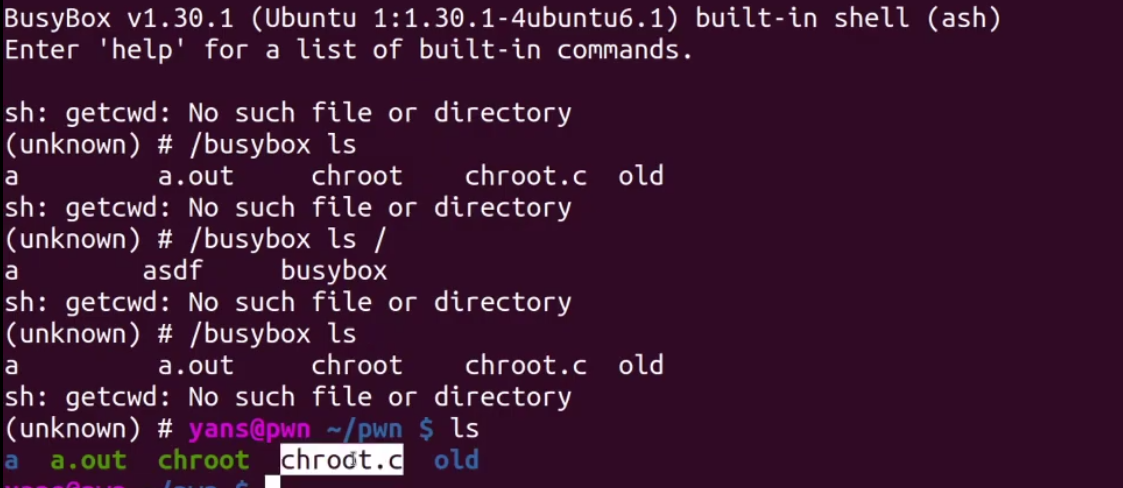 BusyBox v1.30.1 (Ubuntu 1:1.30.1-4ubuntu6.1) built-in shell (ash)
Enter 'help' for a list of built-in commands.
sh: getcwd: No such file or directory
(unknown) # /busybox ls
a a.out chroot chroot.c old
sh: getcwd: No such file or directory
(unknown) # /busybox ls /
a asdf busybox
sh: getcwd: No such file or directory
(unknown) # /busybox ls
a a.out chroot chroot.c old
sh: getcwd: No such file or directory
(unknown) # yans@pwn ~/pwn $ ls
a a.out chroot chroot.c old
yans@pwn ~/pwn $